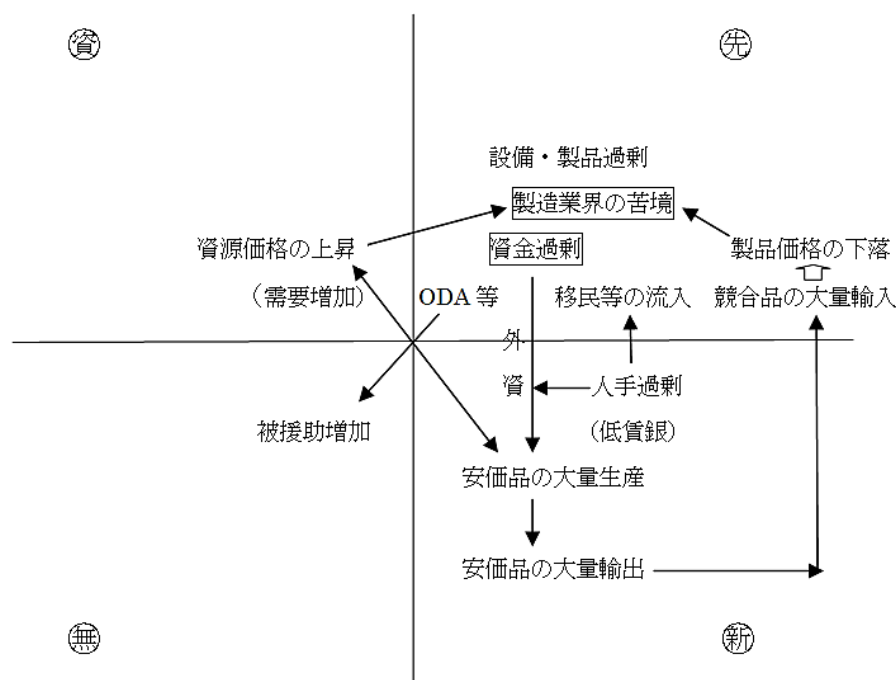 ㊮
先
設備・製品過剰
製造業界の苦境
資源価格の上昇
資金過剰
製品価格の下落
（需要増加）
ODA 等
移民等の流入
競合品の大量輸入
外
資
人手過剰
被援助増加
（低賃銀）
安価品の大量生産
安価品の大量輸出
無
新